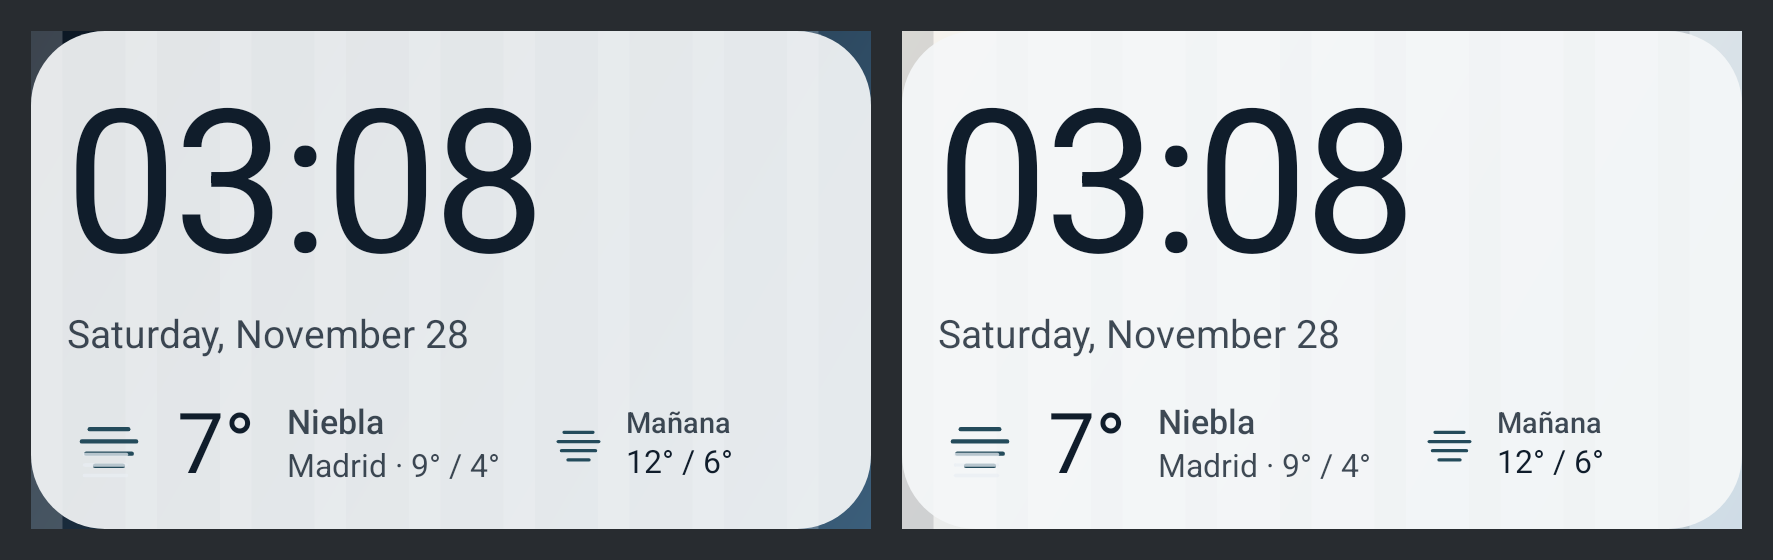 03:08
Saturday, November 28
7°
Niebla
Madrid · 9° / 4°
Mañana
12° / 6°
03:08
Saturday, November 28
7°
Niebla
Madrid · 9° / 4°
Mañana
12° / 6°